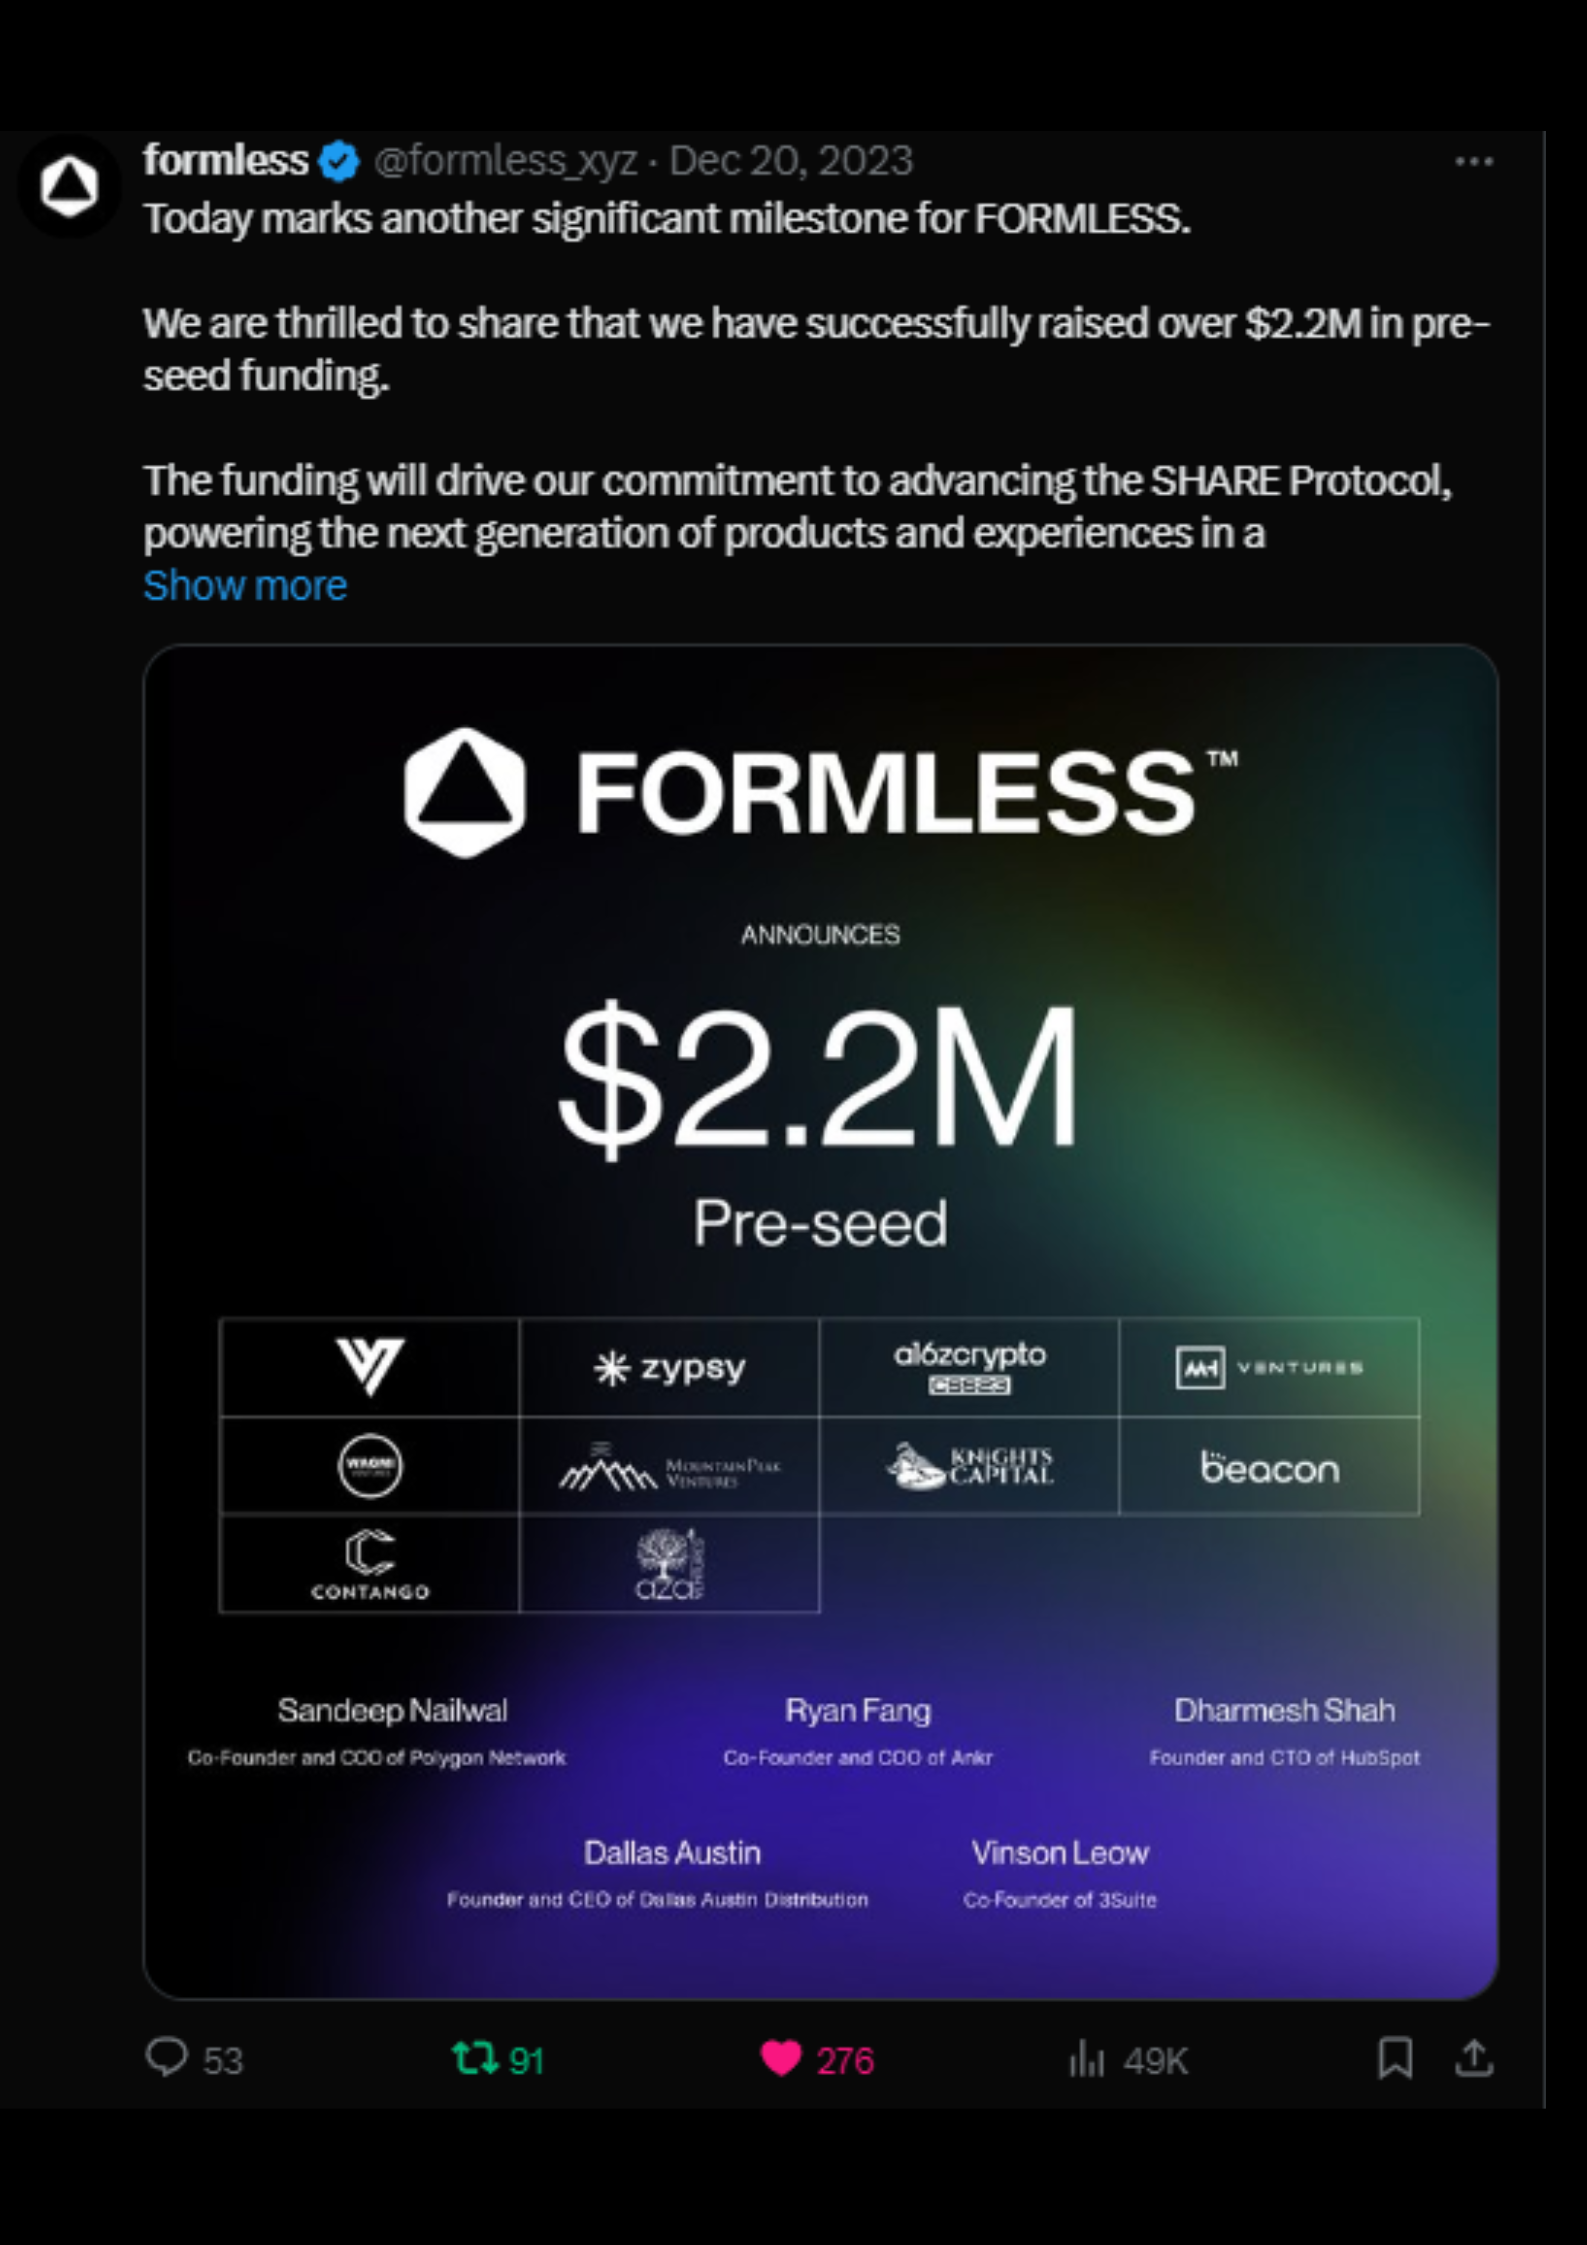 formless @formless_xyz · Dec 20, 2023
Today marks another significant milestone for FORMLESS.
We are thrilled to share that we have successfully raised over $2.2M in pre-
seed funding.
The funding will drive our commitment to advancing the SHARE Protocol,
powering the next generation of products and experiences in a
Show more
FORMLESS™
ANNOUNCES
$2.2M
Pre-seed
zypsy
a16zcrypto
CSS23
VENTURES
WAGMI
VENTURES
MOUNTAINPEAK
VENTURES
KNIGHTS
CAPITAL
beacon
CONTANGO
aza
VENTURES
Sandeep Nailwal
Co-Founder and COO of Polygon Network
Ryan Fang
Co-Founder and COO of Ankr
Dharmesh Shah
Founder and CTO of HubSpot
Dallas Austin
Founder and CEO of Dallas Austin Distribution
Vinson Leow
Co-Founder of 3Suite
53
91
276
49K